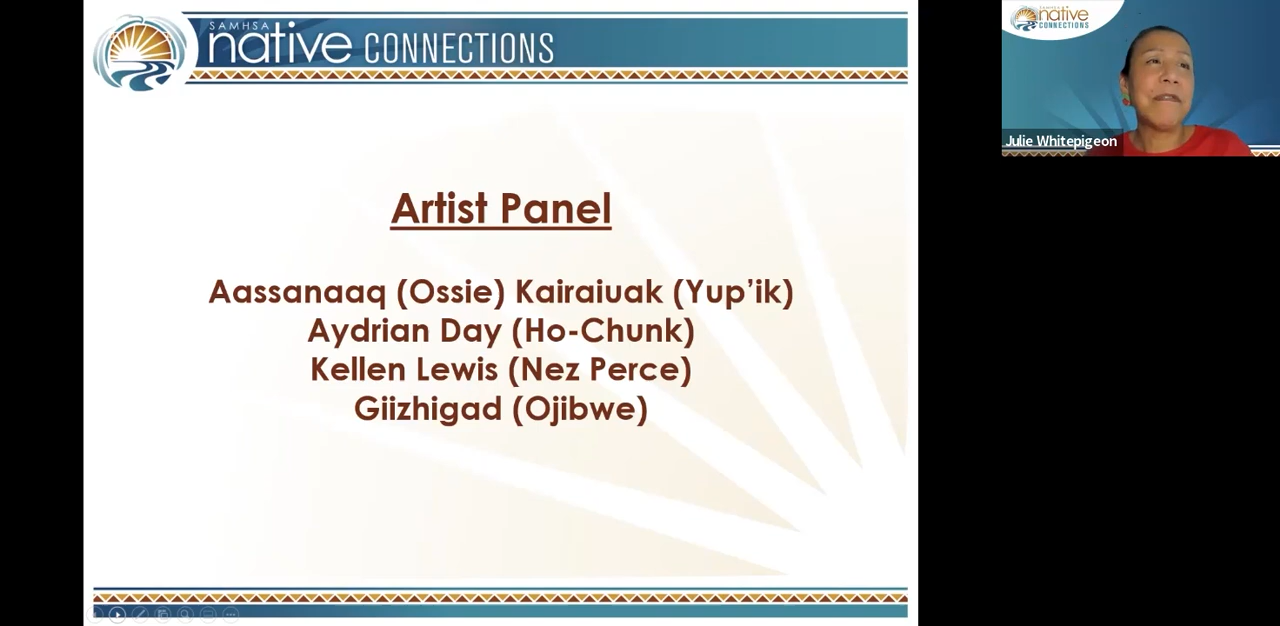 SAMHSA
native CONNECTIONS
Artist Panel
Aassanaaq (Ossie) Kairaiuak (Yup’ik)
Aydrian Day (Ho-Chunk)
Kellen Lewis (Nez Perce)
Giizhigad (Ojibwe)
SAMHSA
native
CONNECTIONS
Julie Whitepigeon